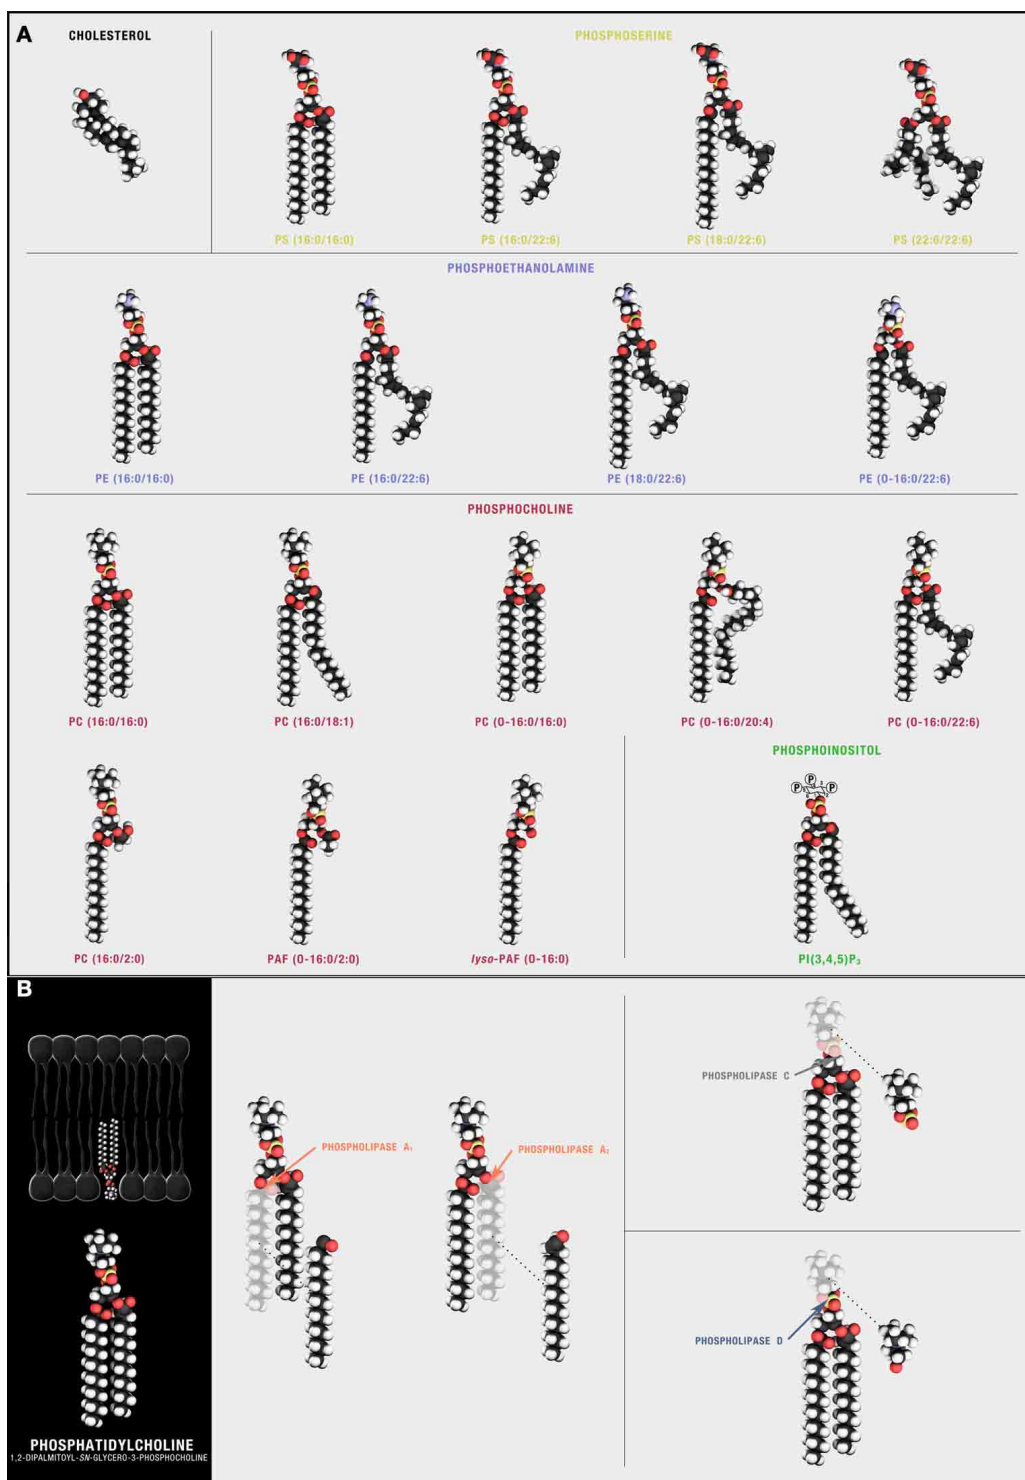 A
CHOLESTEROL
PHOSPHOSERINE
PS (16:0/16:0)
PS (16:0/22:6)
PS (18:0/22:6)
PS (22:6/22:6)
PHOSPHOETHANOLAMINE
PE (16:0/16:0)
PE (16:0/22:6)
PE (18:0/22:6)
PE (O-16:0/22:6)
PHOSPHOCHOLINE
PC (16:0/16:0)
PC (16:0/18:1)
PC (O-16:0/16:0)
PC (O-16:0/20:4)
PC (O-16:0/22:6)
PHOSPHOINOSITOL
P
P P
PC (16:0/2:0)
PAF (O-16:0/2:0)
lyso-PAF (O-16:0)
PI(3,4,5)P₃
B
PHOSPHOLIPASE A₁
PHOSPHOLIPASE A₂
PHOSPHOLIPASE C
PHOSPHOLIPASE D
PHOSPHATIDYLCHOLINE
1,2-DIPALMITOYL-SN-GLYCERO-3-PHOSPHOCHOLINE